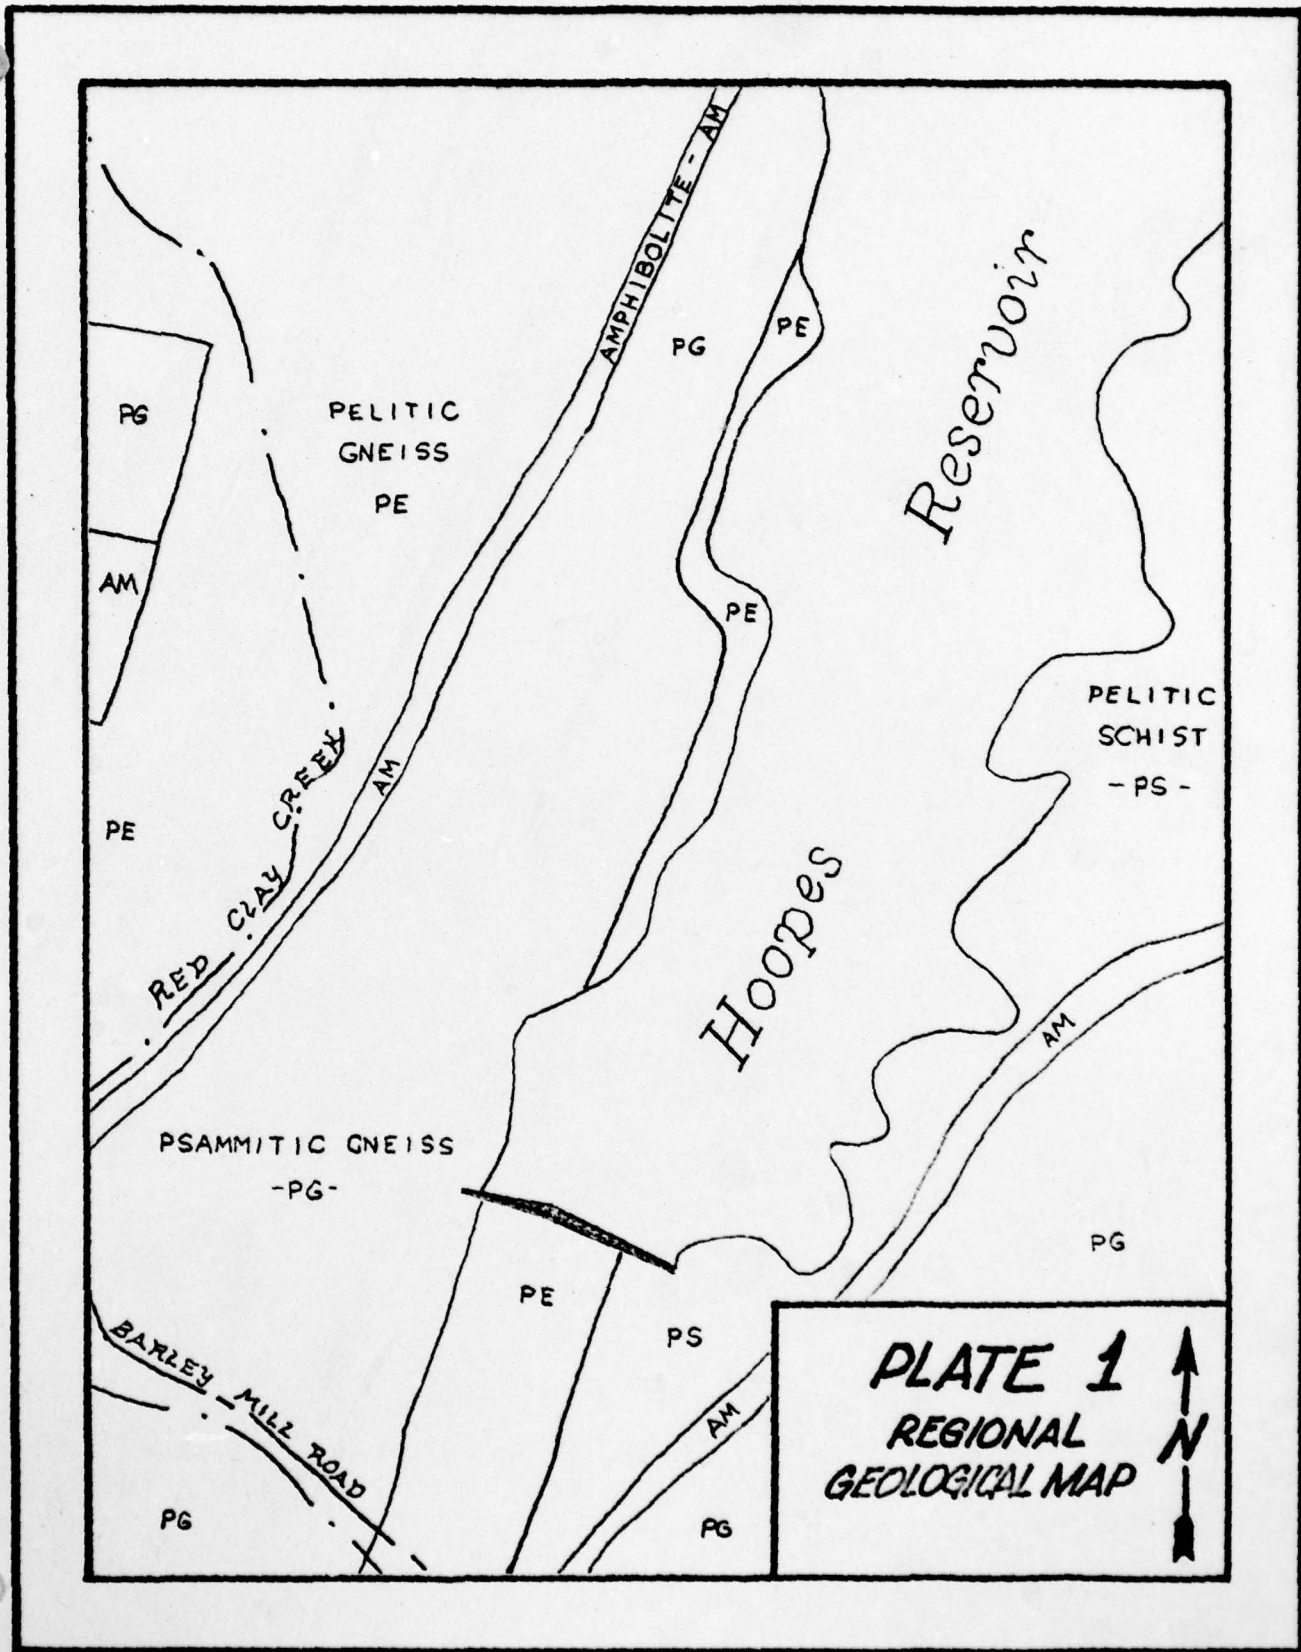 AMPHIBOLITE - AM
PG
PE
Reservoir
PG
PELITIC
GNEISS
PE
AM
PE
PELITIC
SCHIST
- PS -
AM
PE
RED CLAY CREEK
Hoopes
AM
PSAMMITIC GNEISS
-PG-
PG
PE
PS
BARLEY MILL ROAD
AM
PG
PG
PLATE 1
REGIONAL
GEOLOGICAL MAP
N